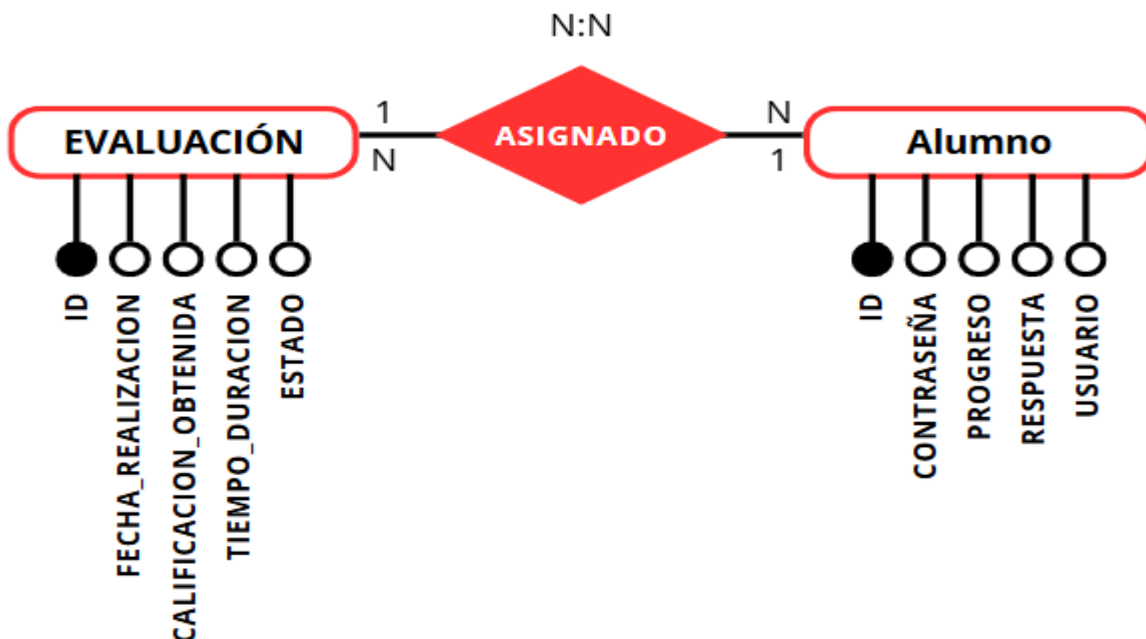 N:N
1
N
EVALUACIÓN
ASIGNADO
Alumno
N
1
ID
FECHA_REALIZACION
CALIFICACION_OBTENIDA
TIEMPO_DURACION
ESTADO
ID
CONTRASEÑA
PROGRESO
RESPUESTA
USUARIO